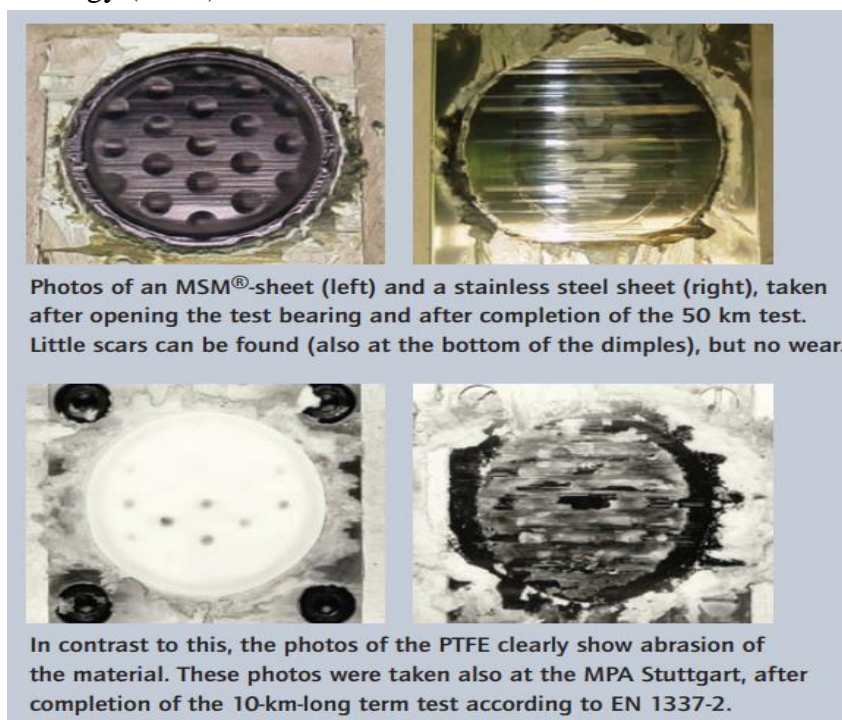 Photos of an MSM®-sheet (left) and a stainless steel sheet (right), taken
after opening the test bearing and after completion of the 50 km test.
Little scars can be found (also at the bottom of the dimples), but no wear.
In contrast to this, the photos of the PTFE clearly show abrasion of
the material. These photos were taken also at the MPA Stuttgart, after
completion of the 10-km-long term test according to EN 1337-2.